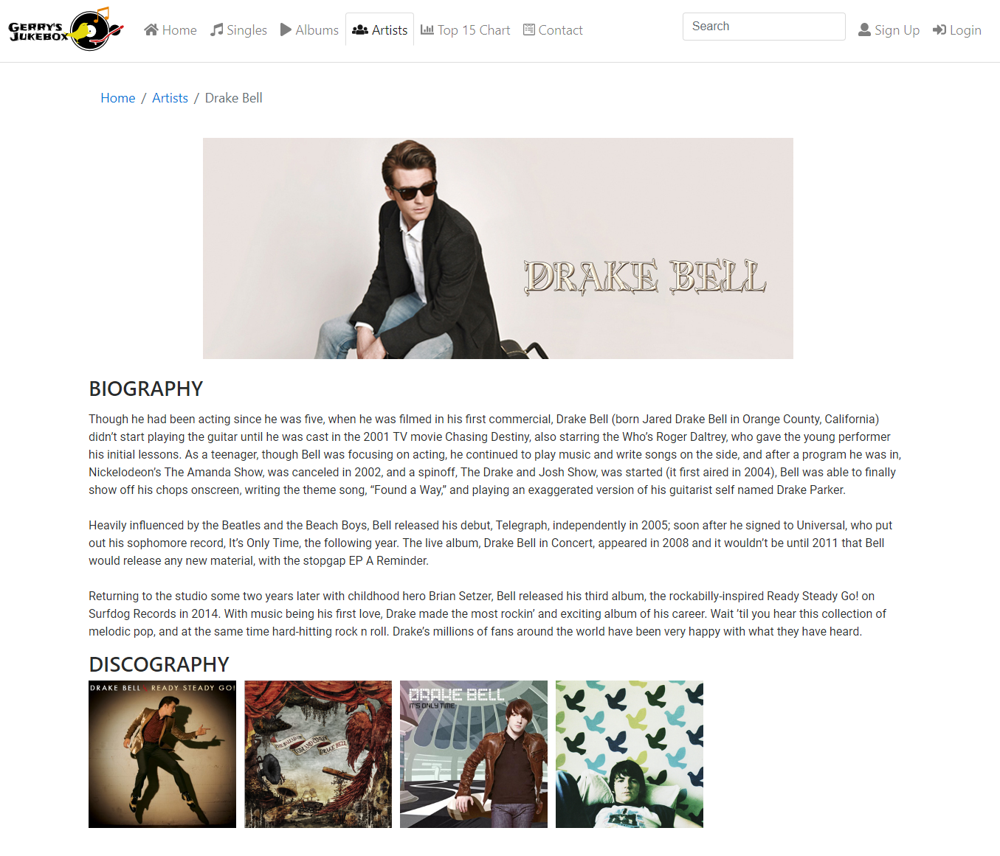 GERRY'S
JUKEBOX
Home
Singles
Albums
Artists
Top 15 Chart
Contact
Search
Sign Up
Login
Home / Artists / Drake Bell
DRAKE BELL
BIOGRAPHY
Though he had been acting since he was five, when he was filmed in his first commercial, Drake Bell (born Jared Drake Bell in Orange County, California)
didn’t start playing the guitar until he was cast in the 2001 TV movie Chasing Destiny, also starring the Who’s Roger Daltrey, who gave the young performer
his initial lessons. As a teenager, though Bell was focusing on acting, he continued to play music and write songs on the side, and after a program he was in,
Nickelodeon’s The Amanda Show, was canceled in 2002, and a spinoff, The Drake and Josh Show, was started (it first aired in 2004), Bell was able to finally
show off his chops onscreen, writing the theme song, “Found a Way,” and playing an exaggerated version of his guitarist self named Drake Parker.
Heavily influenced by the Beatles and the Beach Boys, Bell released his debut, Telegraph, independently in 2005; soon after he signed to Universal, who put
out his sophomore record, It’s Only Time, the following year. The live album, Drake Bell in Concert, appeared in 2008 and it wouldn’t be until 2011 that Bell
would release any new material, with the stopgap EP A Reminder.
Returning to the studio some two years later with childhood hero Brian Setzer, Bell released his third album, the rockabilly-inspired Ready Steady Go! on
Surfdog Records in 2014. With music being his first love, Drake made the most rockin’ and exciting album of his career. Wait ’til you hear this collection of
melodic pop, and at the same time hard-hitting rock n roll. Drake’s millions of fans around the world have been very happy with what they have heard.
DISCOGRAPHY
DRAKE BELL READY STEADY GO!
DRAKE BELL
DRAKE BELL
IT'S ONLY TIME